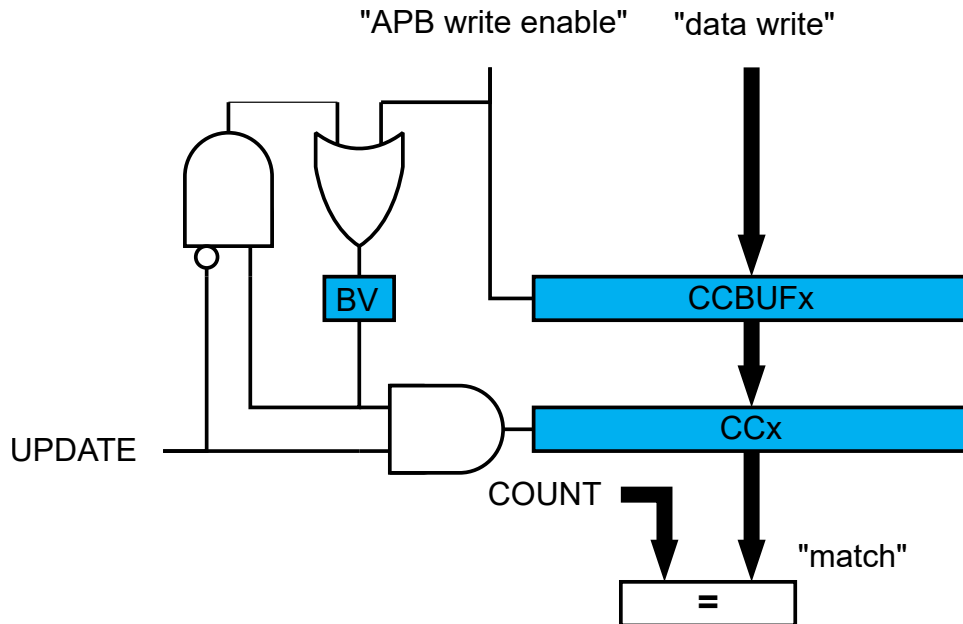 "APB write enable"
"data write"
BV
CCBUFx
CCx
UPDATE
COUNT
"match"
=